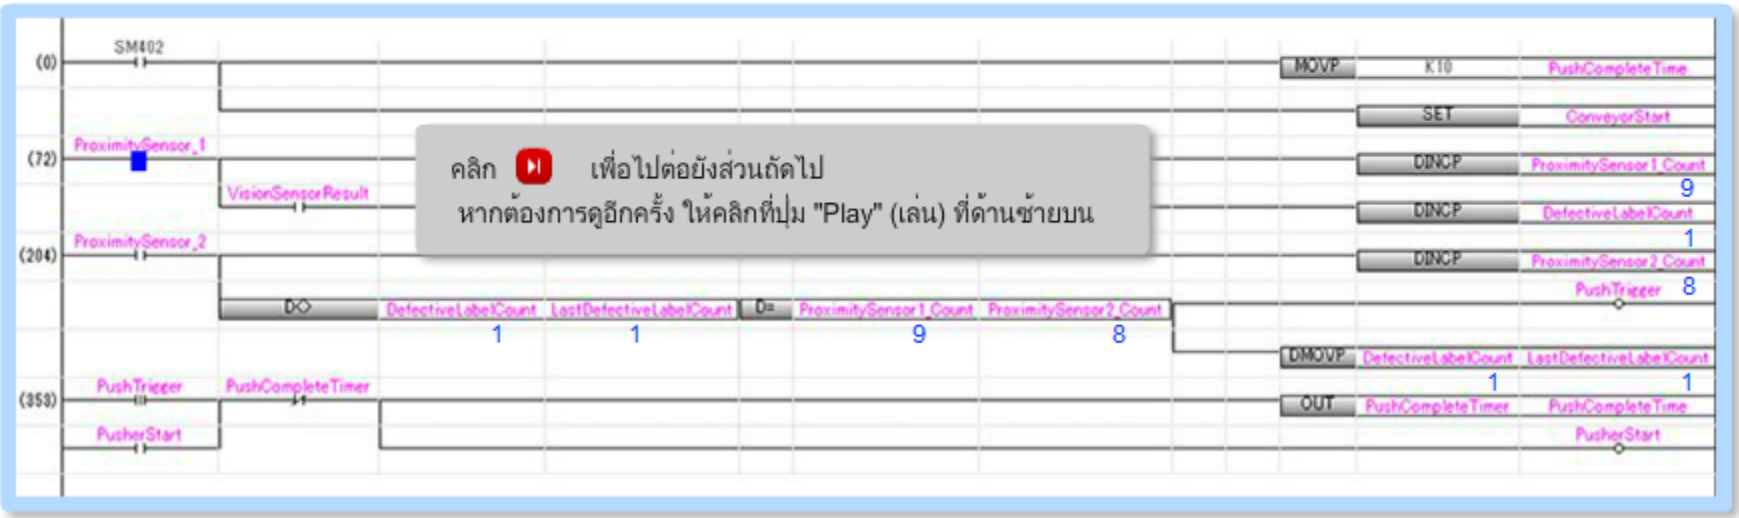 SM402
(0) MOVP K10 PushCompleteTime
SET ConveyorStart
ProximitySensor_1
(72) DINCP ProximitySensor1_Count
9
VisionSensorResult
DINCP DefectiveLabelCount
1
คลิก เพื่อไปต่อยังส่วนถัดไป
หากต้องการดูอีกครั้ง ให้คลิกที่ปุ่ม "Play" (เล่น) ที่ด้านซ้ายบน
ProximitySensor_2
(204) DINCP ProximitySensor2_Count
8
PushTrigger
D<> DefectiveLabelCount LastDefectiveLabelCount D= ProximitySensor1_Count ProximitySensor2_Count
1 1 9 8
DMOVP DefectiveLabelCount LastDefectiveLabelCount
1 1
PushTrigger PushCompleteTimer
(353) OUT PushCompleteTimer PushCompleteTime
PusherStart PusherStart